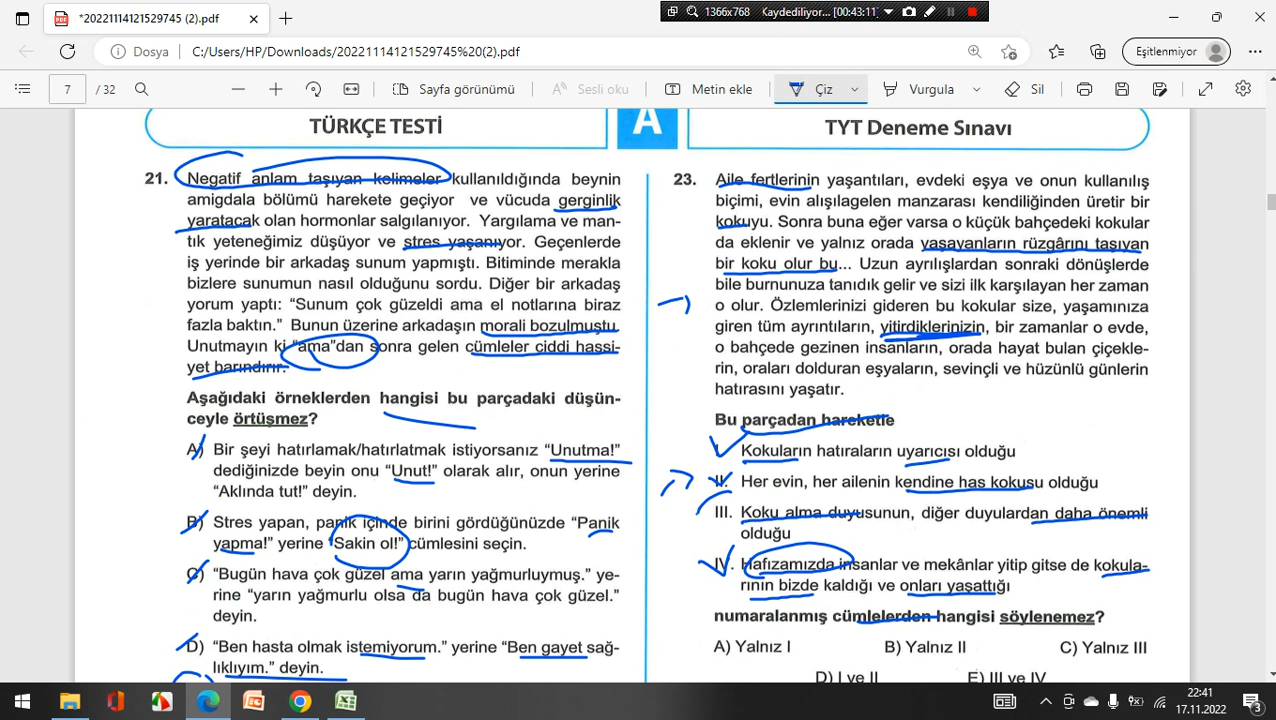 *20221114121529745 (2).pdf
1366x768 Kaydediliyor... [00:43:11]
Dosya C:/Users/HP/Downloads/20221114121529745%20(2).pdf
Eşitlenmiyor
7 / 32
Sayfa görünümü
Sesli oku
Metin ekle
Çiz
Vurgula
Sil
TÜRKÇE TESTİ
A
TYT Deneme Sınavı
21. Negatif anlam taşıyan kelimeler kullanıldığında beynin
amigdala bölümü harekete geçiyor ve vücuda gerginlik
yaratacak olan hormonlar salgılanıyor. Yargılama ve man-
tık yeteneğimiz düşüyor ve stres yaşanıyor. Geçenlerde
iş yerinde bir arkadaş sunum yapmıştı. Bitiminde merakla
bizlere sunumun nasıl olduğunu sordu. Diğer bir arkadaş
yorum yaptı: “Sunum çok güzeldi ama el notlarına biraz
fazla baktın.” Bunun üzerine arkadaşın morali bozulmuştu.
Unutmayın ki “ama”dan sonra gelen cümleler ciddi hassi-
yet barındırır.
Aşağıdaki örneklerden hangisi bu parçadaki düşün-
ceyle örtüşmez?
A) Bir şeyi hatırlamak/hatırlatmak istiyorsanız “Unutma!”
dediğinizde beyin onu “Unut!” olarak alır, onun yerine
“Aklında tut!” deyin.
B) Stres yapan, panik içinde birini gördüğünüzde “Panik
yapma!” yerine “Sakin ol!” cümlesini seçin.
C) “Bugün hava çok güzel ama yarın yağmurluymuş.” ye-
rine “yarın yağmurlu olsa da bugün hava çok güzel.”
deyin.
D) “Ben hasta olmak istemiyorum.” yerine “Ben gayet sağ-
lıklıyım.” deyin.
23. Aile fertlerinin yaşantıları, evdeki eşya ve onun kullanılış
biçimi, evin alışılagelen manzarası kendiliğinden üretir bir
kokuyu. Sonra buna eğer varsa o küçük bahçedeki kokular
da eklenir ve yalnız orada yaşayanların rüzgârını taşıyan
bir koku olur bu... Uzun ayrılışlardan sonraki dönüşlerde
bile burnunuza tanıdık gelir ve sizi ilk karşılayan her zaman
o olur. Özlemlerinizi gideren bu kokular size, yaşamınıza
giren tüm ayrıntıların, yitirdiklerinizin, bir zamanlar o evde,
o bahçede gezinen insanların, orada hayat bulan çiçekle-
rin, oraları dolduran eşyaların, sevinçli ve hüzünlü günlerin
hatırasını yaşatır.
Bu parçadan hareketle
I. Kokuların hatıraların uyarıcısı olduğu
II. Her evin, her ailenin kendine has kokusu olduğu
III. Koku alma duyusunun, diğer duyulardan daha önemli
olduğu
IV. Hafızamızda insanlar ve mekânlar yitip gitse de kokula-
rının bizde kaldığı ve onları yaşattığı
numaralanmış cümlelerden hangisi söylenemez?
A) Yalnız I B) Yalnız II C) Yalnız III
D) I ve II E) III ve IV
22:41
17.11.2022
3